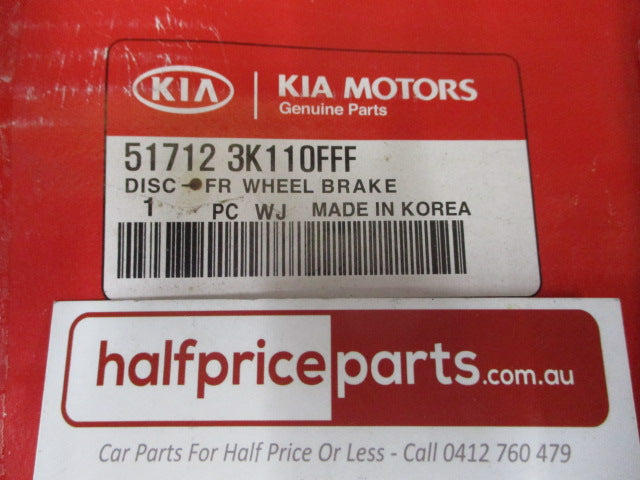 KIA
KIA MOTORS
Genuine Parts
51712 3K110FFF
DISC-FR WHEEL BRAKE
1 PC WJ MADE IN KOREA
halfpriceparts.com.au
Car Parts For Half Price Or Less - Call 0412 760 479